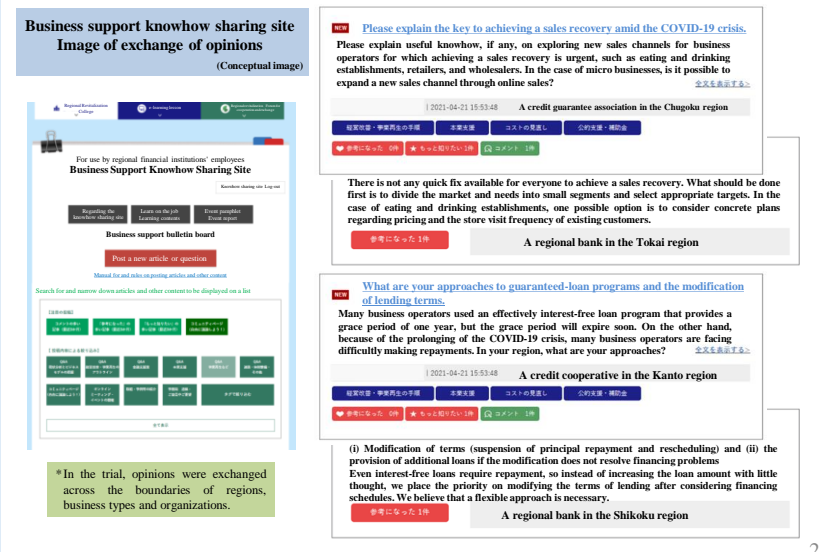 Business support knowhow sharing site
Image of exchange of opinions
(Conceptual image)
Regional Revitalization
College
e-learning lecture
For use by regional financial institutions' employees
Business Support Knowhow Sharing Site
Knowhow sharing site Log-out
Regarding the
knowhow sharing site
Learn on the job
Learning contents
Event pamphlet
Event report
Business support bulletin board
Post a new article or question
Manual for and rules on posting articles and other content
Search for and narrow down articles and other content to be displayed on a list
全て表示
*In the trial, opinions were exchanged
across the boundaries of regions,
business types and organizations.
NEW
Please explain the key to achieving a sales recovery amid the COVID-19 crisis.
Please explain useful knowhow, if any, on exploring new sales channels for business
operators for which achieving a sales recovery is urgent, such as eating and drinking
establishments, retailers, and wholesalers. In the case of micro businesses, is it possible to
expand a new sales channel through online sales?
全文を表示する>
| 2021-04-21 15:53:48
A credit guarantee association in the Chugoku region
経営改善・事業再生の手順
本業支援
コストの見直し
公的支援・補助金
参考になった 0件
もっと知りたい 1件
コメント 1件
There is not any quick fix available for everyone to achieve a sales recovery. What should be done
first is to divide the market and needs into small segments and select appropriate targets. In the
case of eating and drinking establishments, one possible option is to consider concrete plans
regarding pricing and the store visit frequency of existing customers.
参考になった 1件
A regional bank in the Tokai region
NEW
What are your approaches to guaranteed-loan programs and the modification
of lending terms.
Many business operators used an effectively interest-free loan program that provides a
grace period of one year, but the grace period will expire soon. On the other hand,
because of the prolonging of the COVID-19 crisis, many business operators are facing
difficultly making repayments. In your region, what are your approaches?
全文を表示する>
| 2021-04-21 15:53:48
A credit cooperative in the Kanto region
経営改善・事業再生の手順
本業支援
コストの見直し
公的支援・補助金
参考になった 0件
もっと知りたい 1件
コメント 1件
(i) Modification of terms (suspension of principal repayment and rescheduling) and (ii) the
provision of additional loans if the modification does not resolve financing problems
Even interest-free loans require repayment, so instead of increasing the loan amount with little
thought, we place the priority on modifying the terms of lending after considering financing
schedules. We believe that a flexible approach is necessary.
参考になった 1件
A regional bank in the Shikoku region
2